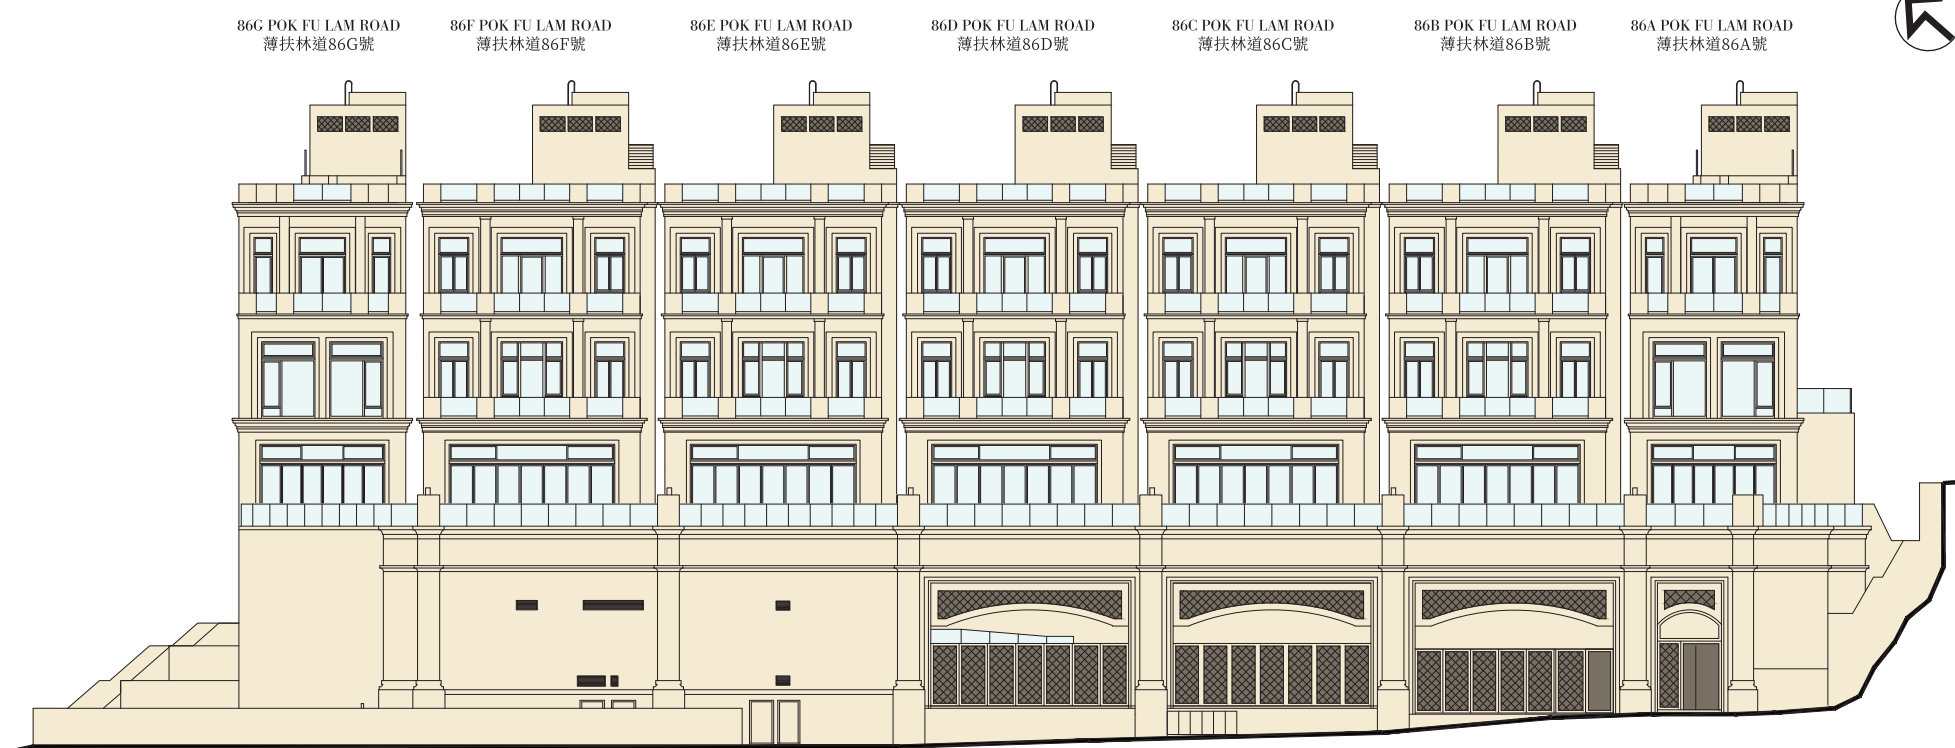 86G POK FU LAM ROAD
薄扶林道86G號
86F POK FU LAM ROAD
薄扶林道86F號
86E POK FU LAM ROAD
薄扶林道86E號
86D POK FU LAM ROAD
薄扶林道86D號
86C POK FU LAM ROAD
薄扶林道86C號
86B POK FU LAM ROAD
薄扶林道86B號
86A POK FU LAM ROAD
薄扶林道86A號